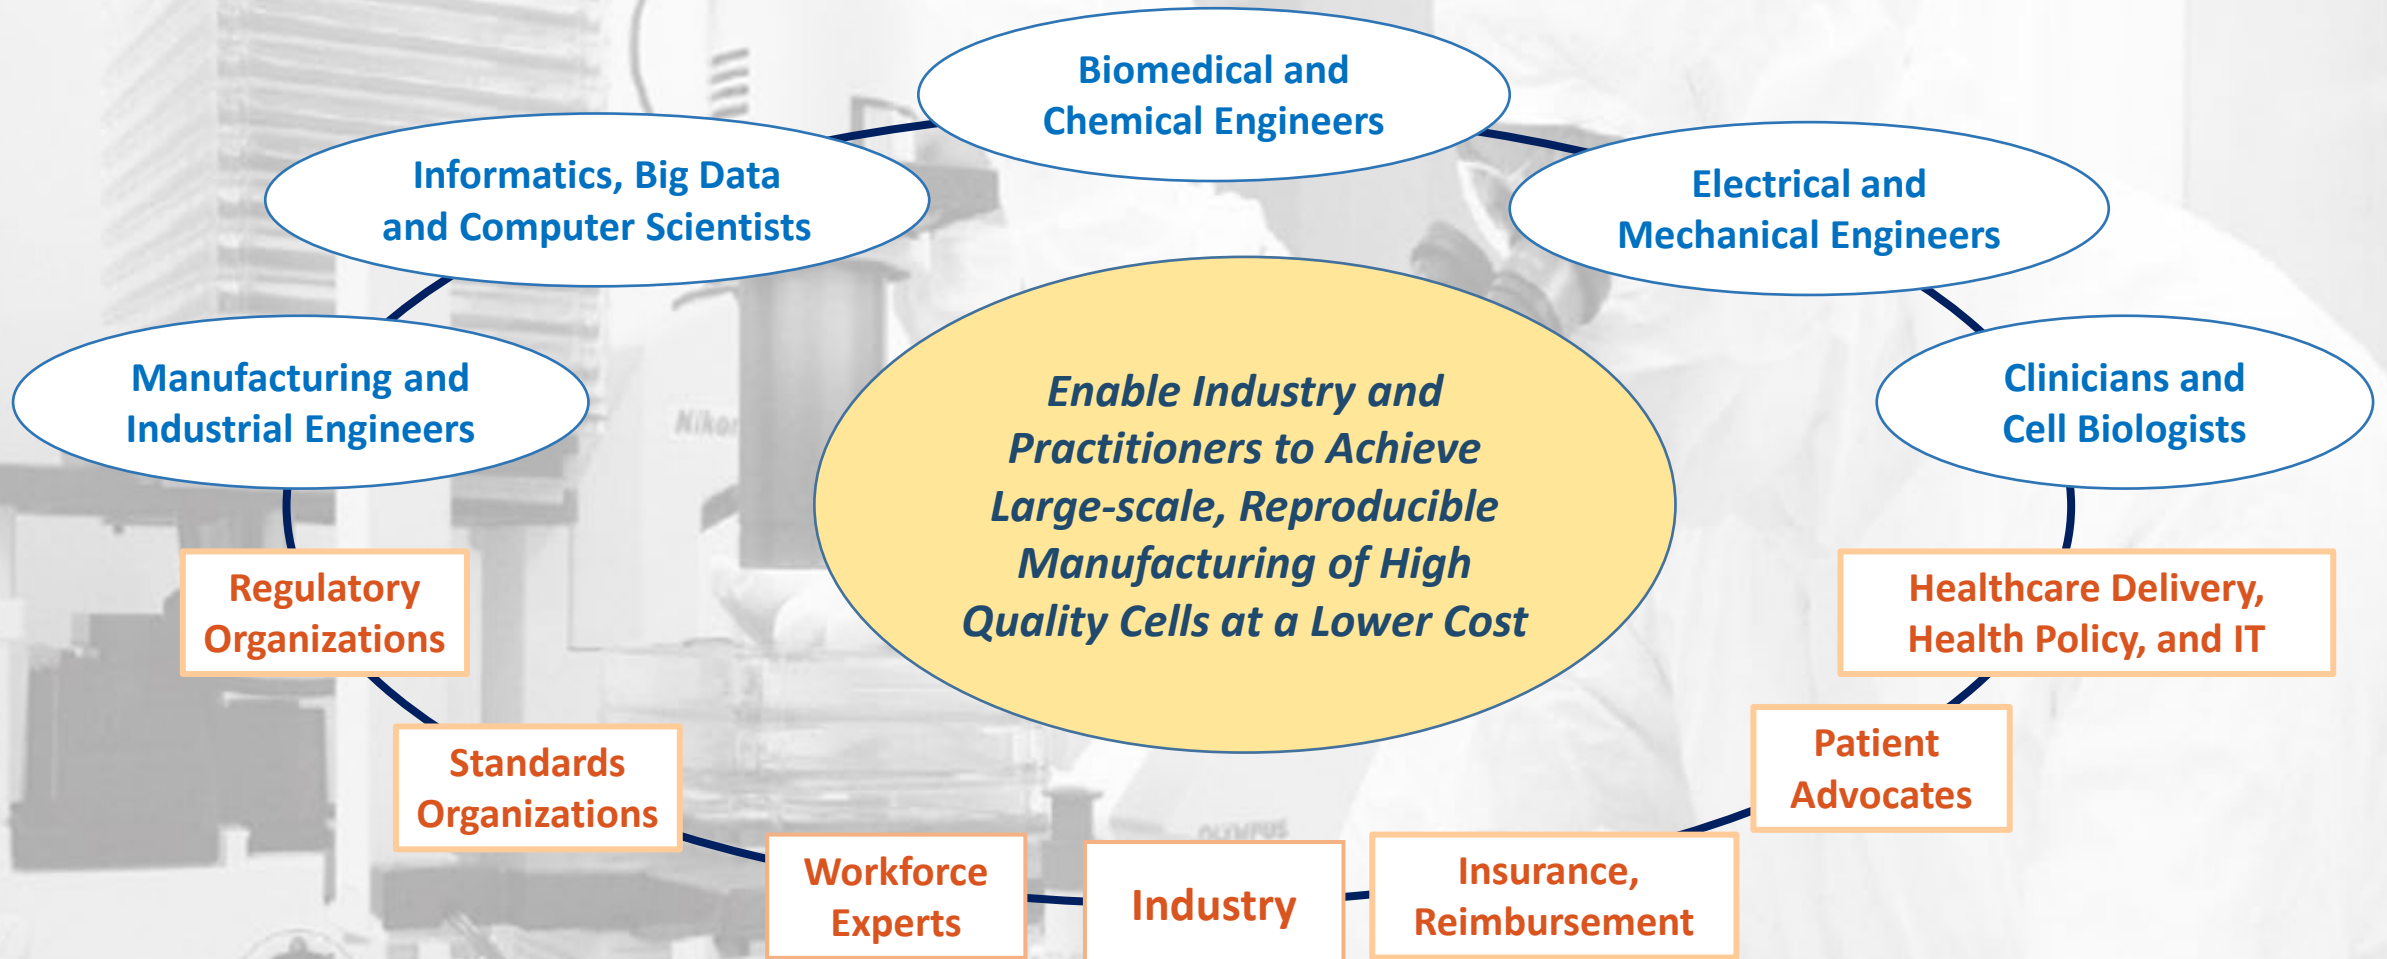 Biomedical and
Chemical Engineers
Informatics, Big Data
and Computer Scientists
Electrical and
Mechanical Engineers
Manufacturing and
Industrial Engineers
Clinicians and
Cell Biologists
Enable Industry and
Practitioners to Achieve
Large-scale, Reproducible
Manufacturing of High
Quality Cells at a Lower Cost
Nikon
Regulatory
Organizations
Healthcare Delivery,
Health Policy, and IT
Standards
Organizations
Patient
Advocates
OLYMPUS
Workforce
Experts
Industry
Insurance,
Reimbursement